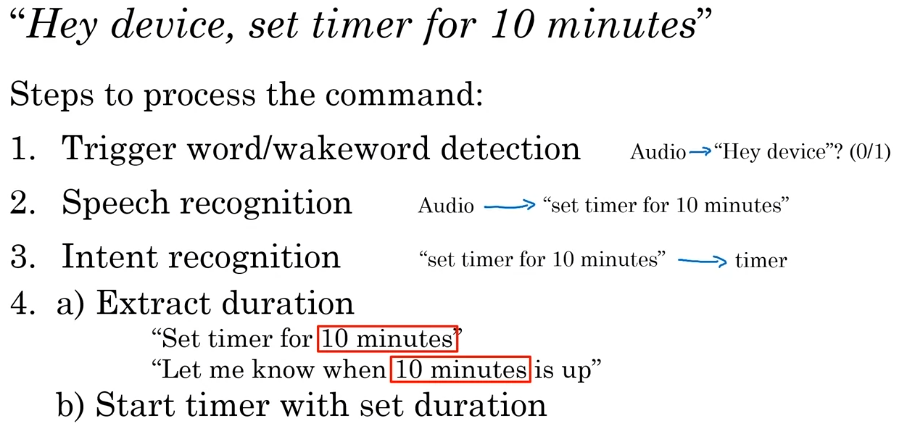 “Hey device, set timer for 10 minutes”
Steps to process the command:
1. Trigger word/wakeword detection Audio → “Hey device”? (0/1)
2. Speech recognition Audio → “set timer for 10 minutes”
3. Intent recognition “set timer for 10 minutes” → timer
4. a) Extract duration
“Set timer for 10 minutes”
“Let me know when 10 minutes is up”
b) Start timer with set duration